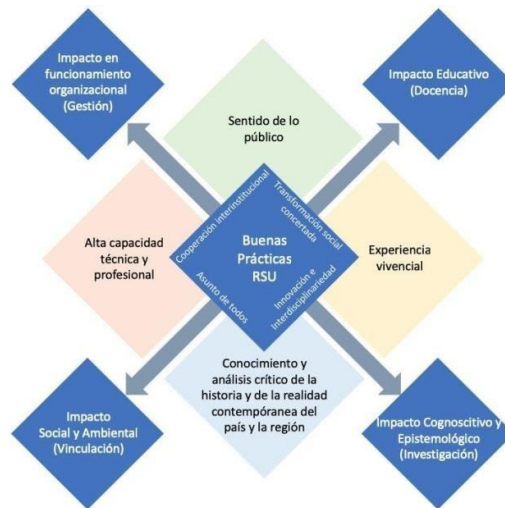 Impacto en
funcionamiento
organizacional
(Gestión)
Impacto Educativo
(Docencia)
Sentido de lo
público
Cooperación interinstitucional
Transformación social
concertada
Alta capacidad
técnica y
profesional
Buenas
Prácticas
RSU
Experiencia
vivencial
Asunto de todos
Innovación e
Interdisciplinariedad
Conocimiento y
análisis crítico de la
historia y de la realidad
contemporánea del
país y la región
Impacto
Social y Ambiental
(Vinculación)
Impacto Cognoscitivo y
Epistemológico
(Investigación)